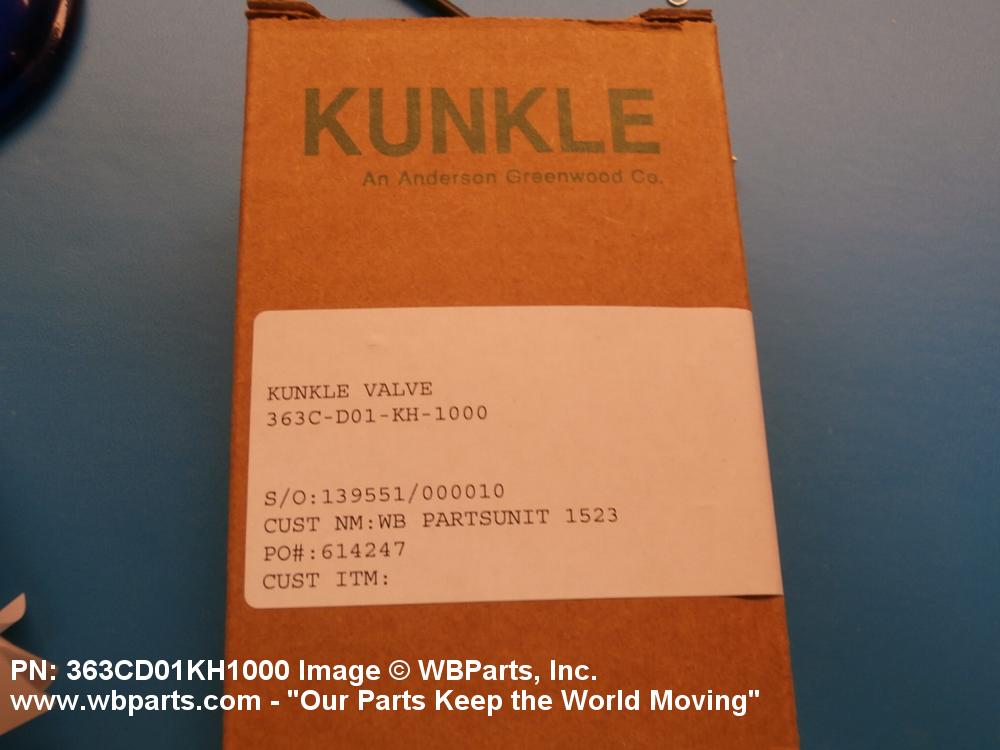 KUNKLE
An Anderson Greenwood Co.
KUNKLE VALVE
363C-D01-KH-1000
S/O:139551/000010
CUST NM:WB PARTSUNIT 1523
PO#:614247
CUST ITM:
PN: 363CD01KH1000 Image © WBParts, Inc.
www.wbparts.com - "Our Parts Keep the World Moving"